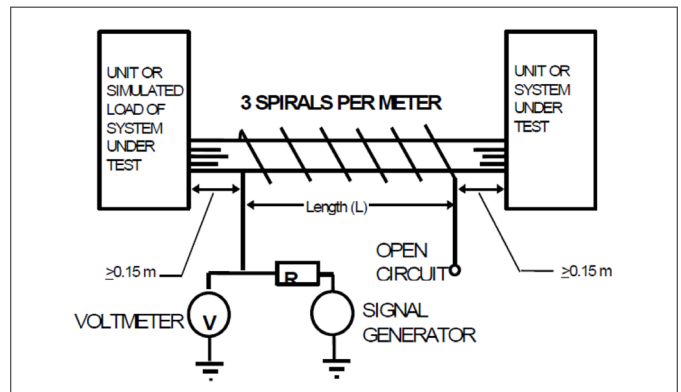 UNIT OR
SIMULATED
LOAD OF
SYSTEM
UNDER
TEST
3 SPIRALS PER METER
UNIT OR
SYSTEM
UNDER
TEST
Length (L)
≥0.15 m
OPEN
CIRCUIT
≥0.15 m
R
VOLTMETER
V
SIGNAL
GENERATOR